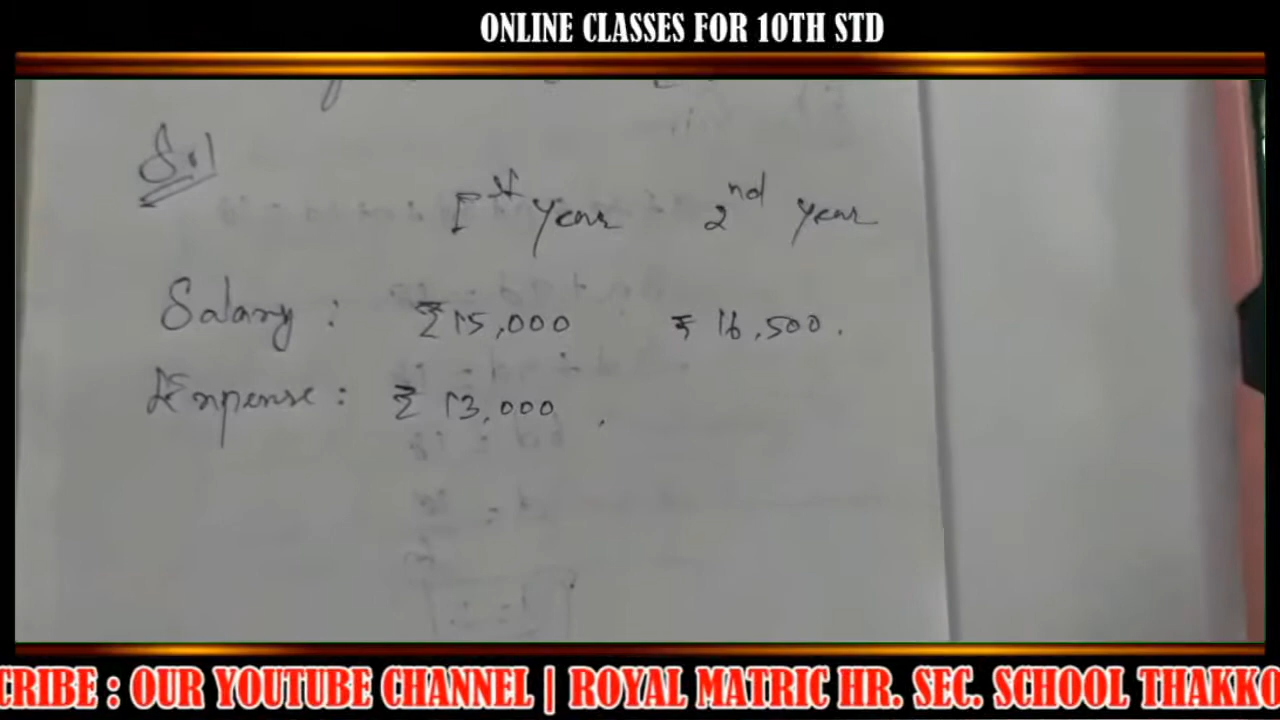 ONLINE CLASSES FOR 10TH STD
Sol
Ist Year 2nd Year
Salary : ₹ 15,000 ₹ 16,500.
Expense : ₹ 13,000 .
CRIBE : OUR YOUTUBE CHANNEL | ROYAL MATRIC HR. SEC. SCHOOL THAKKO